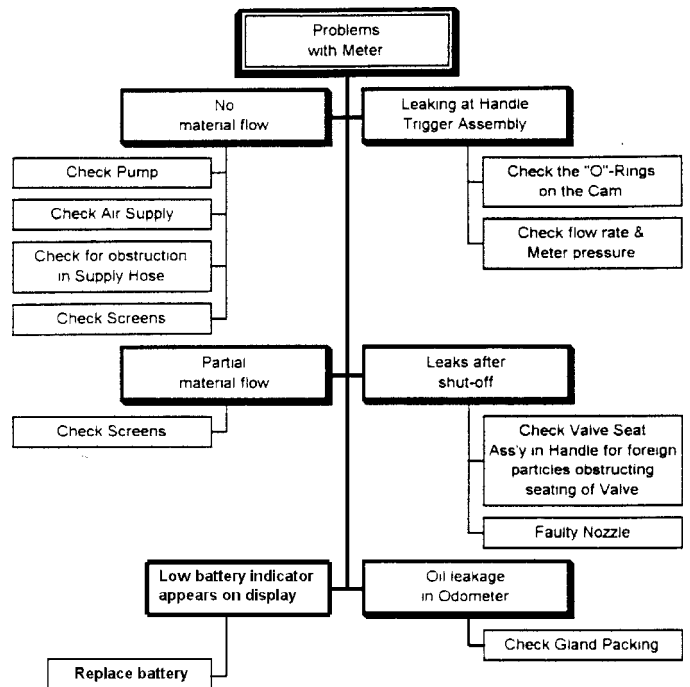 Problems
with Meter
No
material flow
Check Pump
Check Air Supply
Check for obstruction
in Supply Hose
Check Screens
Leaking at Handle
Trigger Assembly
Check the "O"-Rings
on the Cam
Check flow rate &
Meter pressure
Partial
material flow
Check Screens
Leaks after
shut-off
Check Valve Seat
Ass'y in Handle for foreign
particles obstructing
seating of Valve
Faulty Nozzle
Low battery indicator
appears on display
Replace battery
Oil leakage
in Odometer
Check Gland Packing